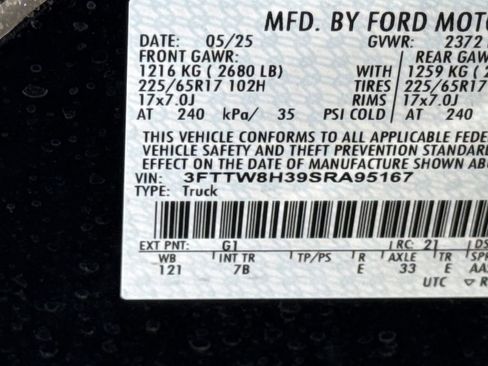 MFD. BY FORD MOTO
DATE: 05/25 GVWR: 2372
FRONT GAWR: REAR GAW
1216 KG ( 2680 LB) WITH 1259 KG (
225/65R17 102H TIRES 225/65R17
17x7.0J RIMS 17x7.0J
AT 240 kPa/ 35 PSI COLD AT 240
THIS VEHICLE CONFORMS TO ALL APPLICABLE FEDE
VEHICLE SAFETY AND THEFT PREVENTION STANDARDS
EFFECT ON THE DATE OF MANUFACTURE SHOWN AB
VIN: 3FTTW8H39SRA95167
TYPE: Truck
EXT PNT: G1 RC: 21 DS
WB INT TR TP/PS R AXLE TR SPR
121 7B E 33 E AA
UTC ▽ R